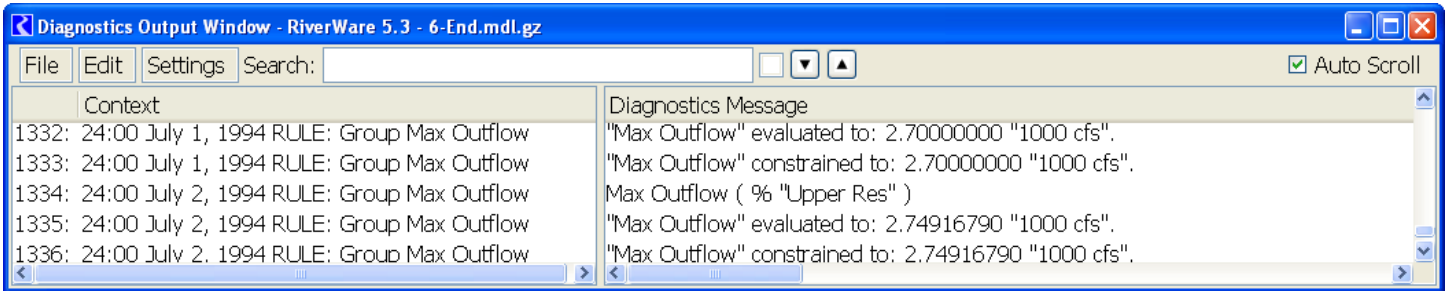 Diagnostics Output Window - RiverWare 5.3 - 6-End.mdl.gz
File Edit Settings Search: Auto Scroll
Context Diagnostics Message
1332: 24:00 July 1, 1994 RULE: Group Max Outflow "Max Outflow" evaluated to: 2.70000000 "1000 cfs".
1333: 24:00 July 1, 1994 RULE: Group Max Outflow "Max Outflow" constrained to: 2.70000000 "1000 cfs".
1334: 24:00 July 2, 1994 RULE: Group Max Outflow Max Outflow ( % "Upper Res" )
1335: 24:00 July 2, 1994 RULE: Group Max Outflow "Max Outflow" evaluated to: 2.74916790 "1000 cfs".
1336: 24:00 July 2, 1994 RULE: Group Max Outflow "Max Outflow" constrained to: 2.74916790 "1000 cfs".